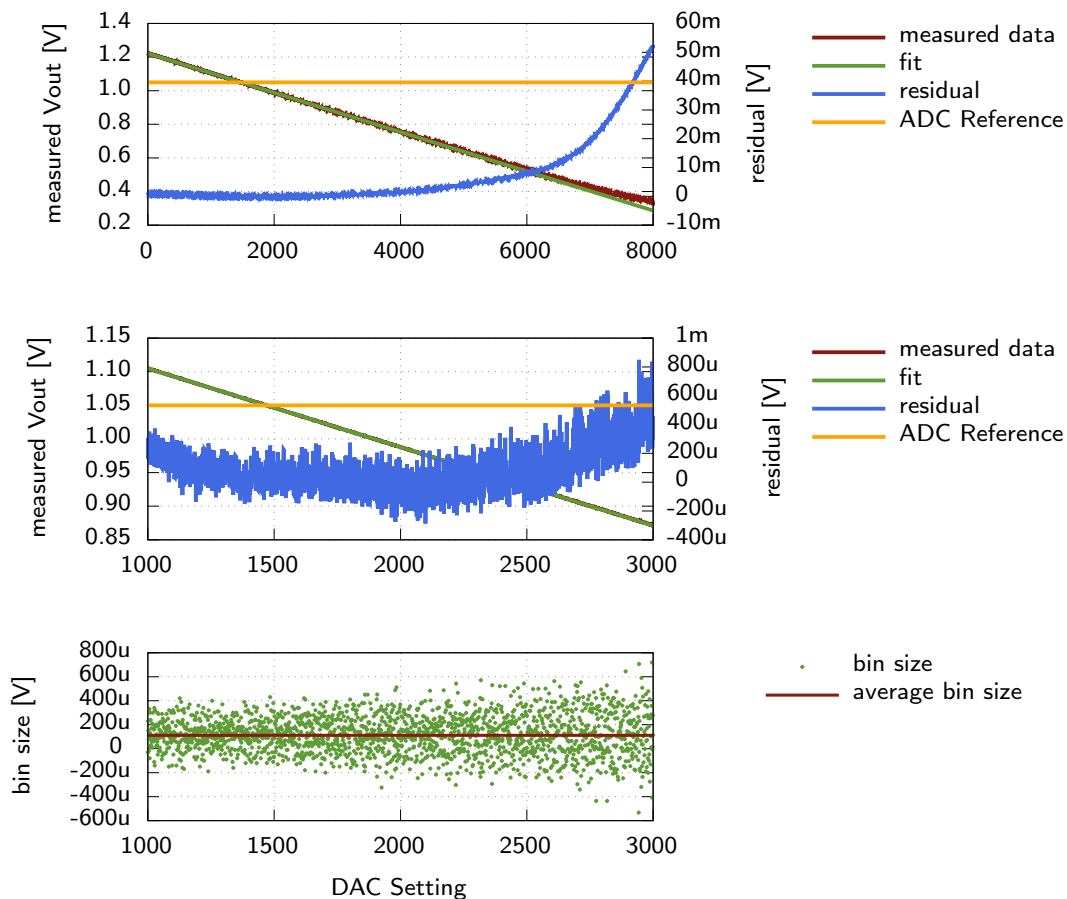 measured Vout [V]
1.4
1.2
1.0
0.8
0.6
0.4
0.2
0
2000
4000
6000
8000
60m
50m
40m
30m
20m
10m
0
-10m
residual [V]
measured data
fit
residual
ADC Reference
measured Vout [V]
1.15
1.10
1.05
1.00
0.95
0.90
0.85
1000
1500
2000
2500
3000
1m
800u
600u
400u
200u
0
-200u
-400u
residual [V]
measured data
fit
residual
ADC Reference
bin size [V]
800u
600u
400u
200u
0
-200u
-400u
-600u
1000
1500
2000
2500
3000
DAC Setting
bin size
average bin size